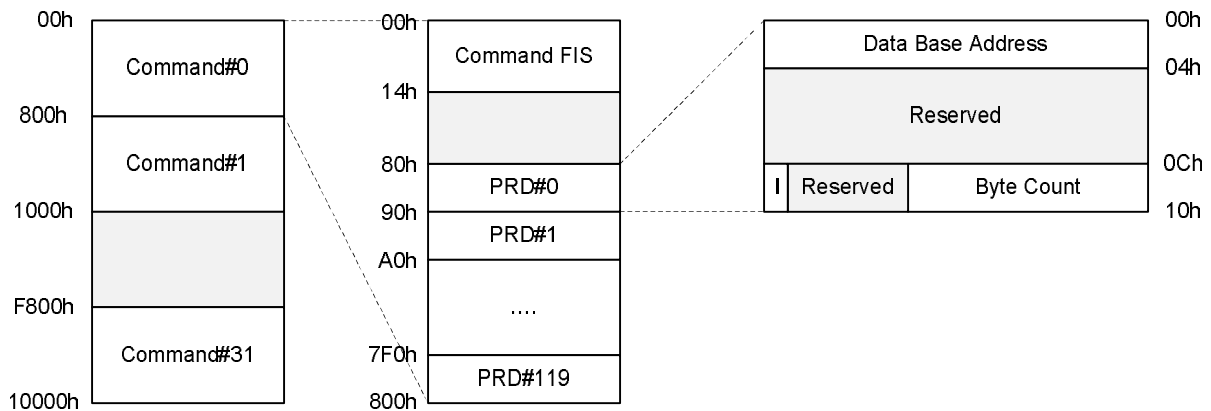 00h
Command#0
800h
Command#1
1000h
F800h
Command#31
10000h
00h
Command FIS
14h
80h
PRD#0
90h
PRD#1
A0h
....
7F0h
PRD#119
800h
00h
Data Base Address
04h
Reserved
0Ch
I Reserved Byte Count
10h